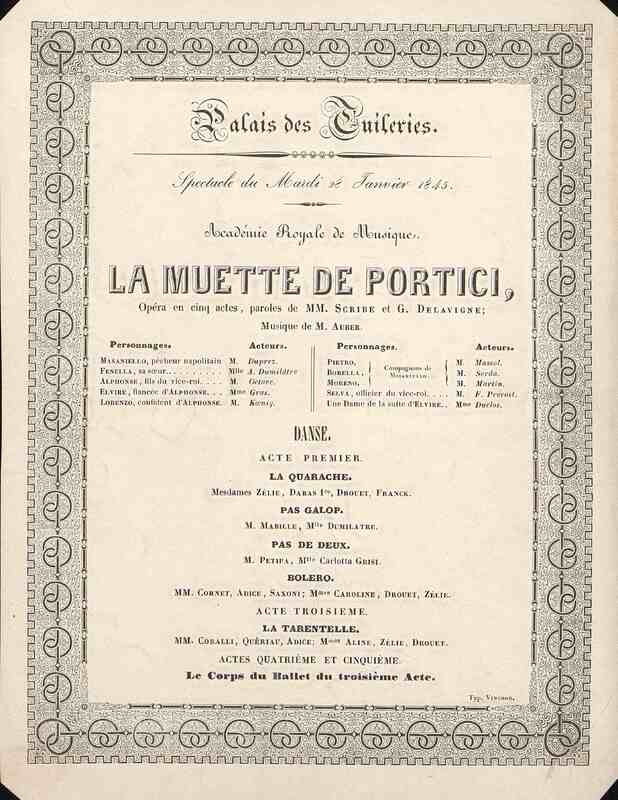 Palais des Tuileries.
Spectacle du Mardi Janvier 1845.
Académie Royale de Musique.
LA MUETTE DE PORTICI,
Opéra en cinq actes, paroles de MM. SCRIBE et G. DELAVIGNE;
Musique de M. AUBER.
Personnages. Acteurs.
MASANIELLO, pêcheur napolitain M. Duprez.
FENELLA, sa sœur......... Mlle A. Dumilâtre
ALPHONSE, fils du vice-roi..... M. Octave.
ELVIRE, fiancée d'ALPHONSE... Mme Gras.
LORENZO, confident d'ALPHONSE. M. Kœnig.
Personnages. Acteurs.
PIETRO, M. Massol.
BORELLA, Compagnons de MASANIELLO.. M. Serda.
MORENO, M. Martin.
SELVA, officier du vice-roi..... M. F. Prévost.
Une Dame de la suite d'ELVIRE.. Mme Duclos.
DANSE.
ACTE PREMIER.
LA QUARACHE.
Mesdames ZÉLIE, DABAS Ire, DROUET, FRANCK.
PAS GALOP.
M. MABILLE, Mlle DUMILATRE.
PAS DE DEUX.
M. PETIPA, Mlle Carlotta GRISI.
BOLERO.
MM. CORNET, ADICE, SAXONI; Mmes CAROLINE, DROUET, ZÉLIE.
ACTE TROISIEME.
LA TARENTELLE.
MM. CORALLI, QUÉRIAU, ADICE; Mmes ALINE, ZÉLIE, DROUET.
ACTES QUATRIÈME ET CINQUIÈME.
Le Corps du Ballet du troisième Acte.
Typ. VINCHON.